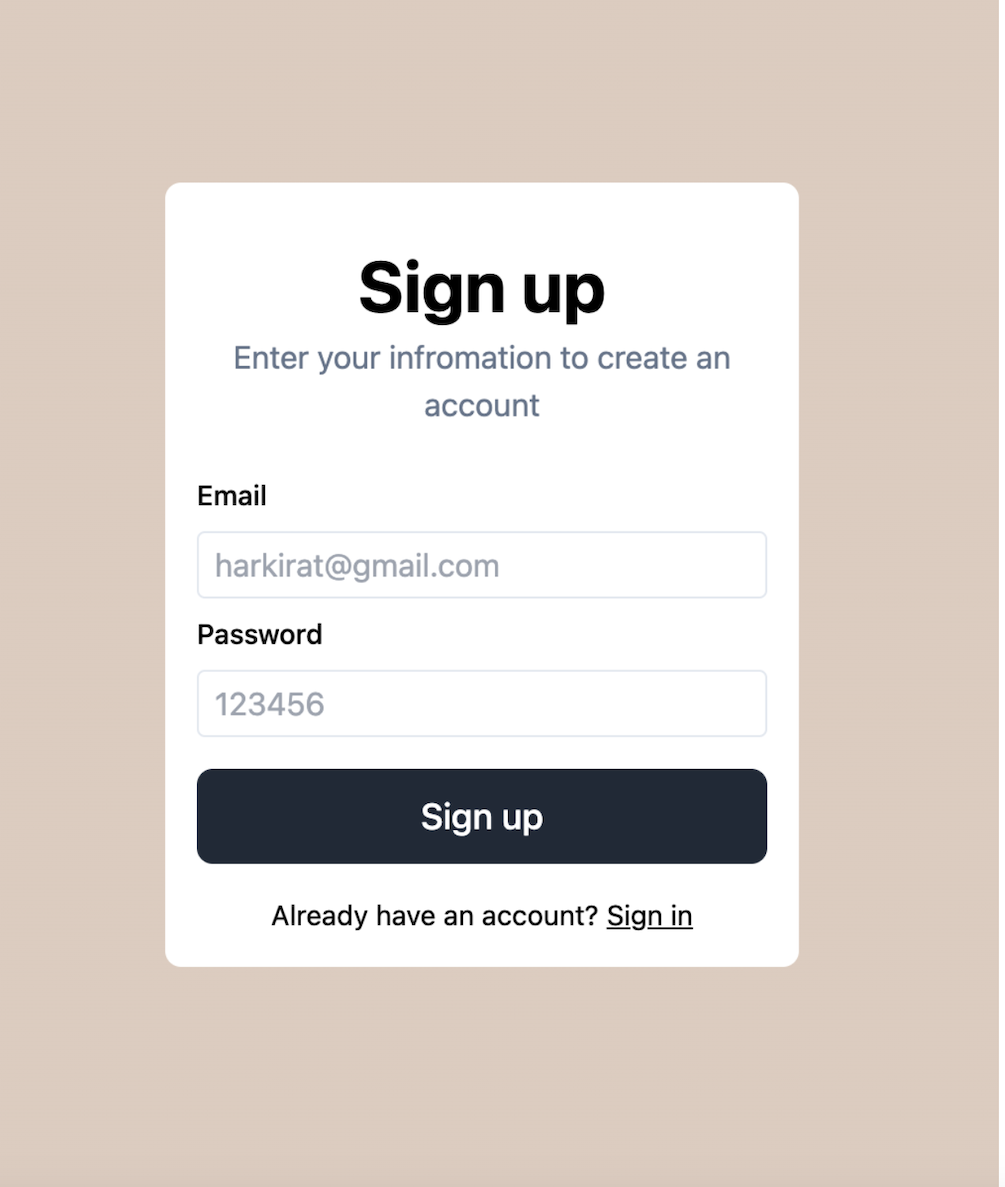 Sign up
Enter your infromation to create an
account
Email
harkirat@gmail.com
Password
123456
Sign up
Already have an account? Sign in